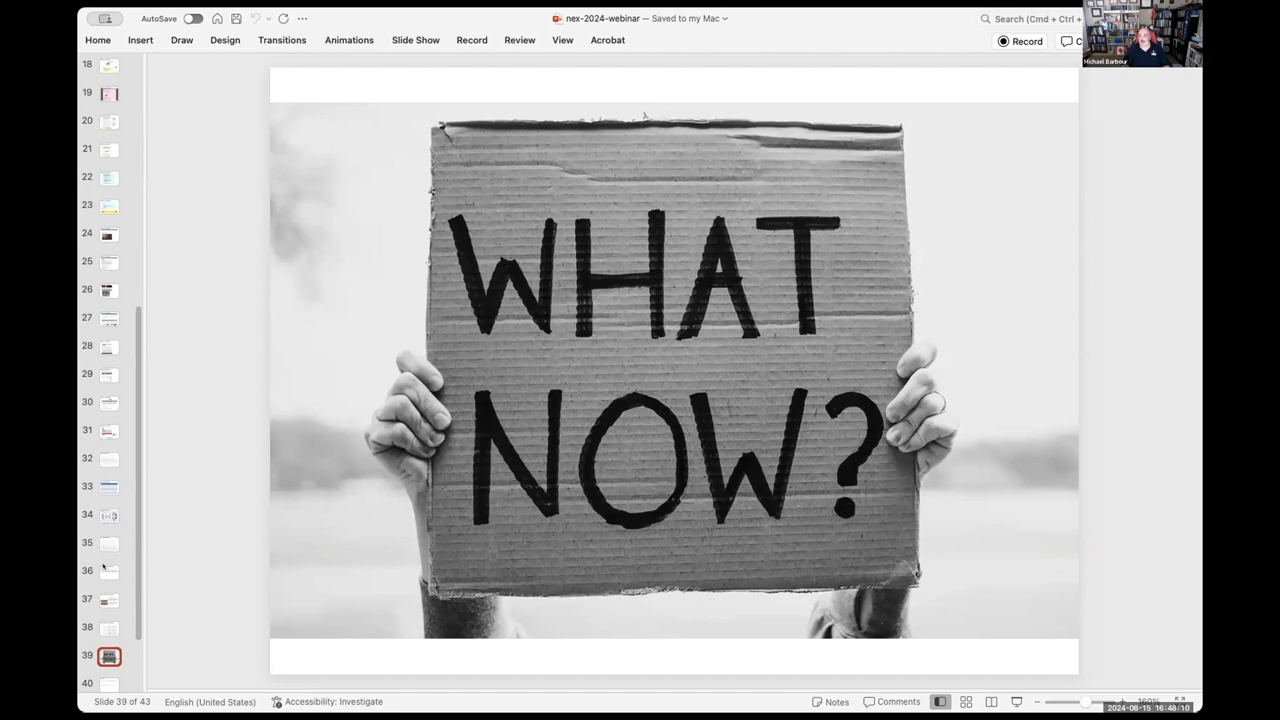 AutoSave
nex-2024-webinar — Saved to my Mac
Search (Cmd + Ctrl +
Home Insert Draw Design Transitions Animations Slide Show Record Review View Acrobat
Record
Michael Barbour
18
19
20
21
22
23
24
25
26
27
28
29
30
31
32
33
34
35
36
37
38
39
40
WHAT
NOW?
Slide 39 of 43 English (United States) Accessibility: Investigate Notes Comments 160%
2024-08-15 16:48:10